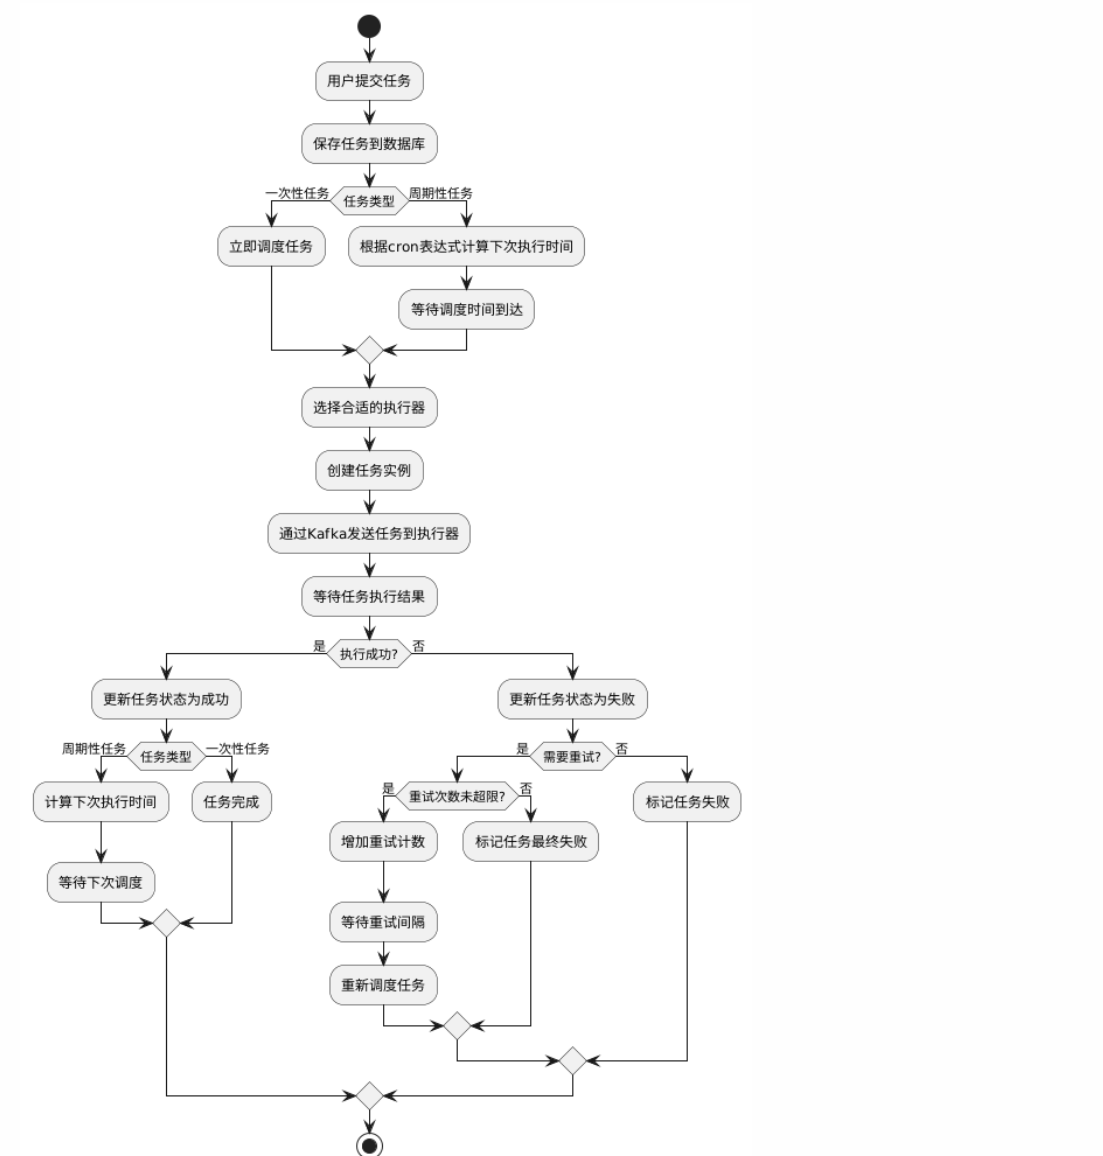 用户提交任务
保存任务到数据库
一次性任务
任务类型
周期性任务
立即调度任务
根据cron表达式计算下次执行时间
等待调度时间到达
选择合适的执行器
创建任务实例
通过Kafka发送任务到执行器
等待任务执行结果
是
执行成功?
否
更新任务状态为成功
更新任务状态为失败
周期性任务
任务类型
一次性任务
是
需要重试?
否
计算下次执行时间
任务完成
是
重试次数未超限?
否
标记任务失败
增加重试计数
标记任务最终失败
等待下次调度
等待重试间隔
重新调度任务